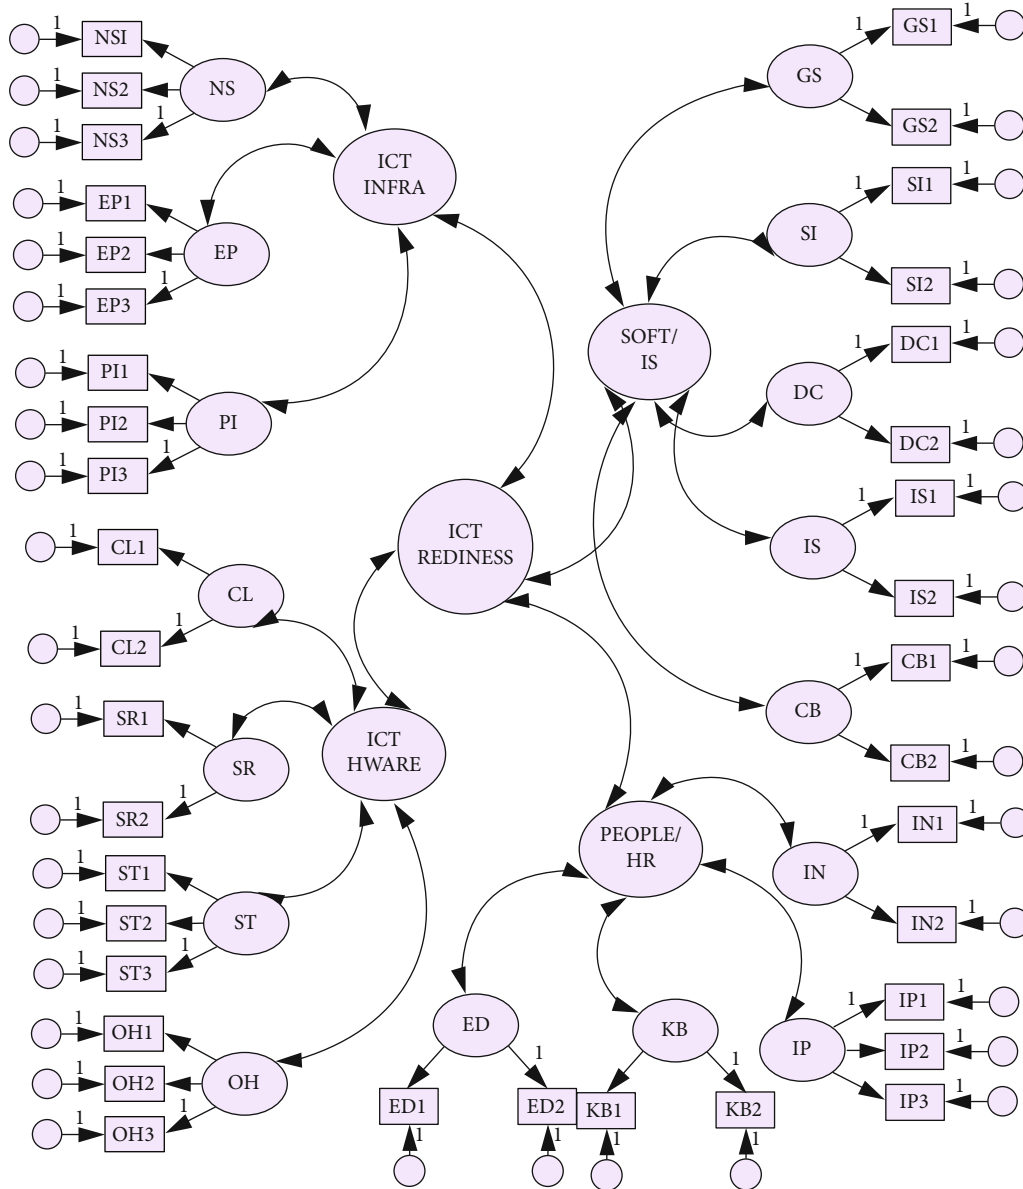 1
NSI
1
NS2
NS
1
1
NS3
ICT
INFRA
1
EP1
1
EP2
EP
1
1
EP3
1
PI1
1
PI2
PI
1
1
PI3
1
GS1
1
GS
GS2
1
1
SI1
1
SI
SI2
1
SOFT/
IS
1
DC1
1
DC
DC2
1
1
IS1
1
IS
IS2
1
1
CB1
1
CB
CB2
1
ICT
REDINESS
1
CL1
CL
1
1
CL2
1
SR1
SR
1
1
SR2
ICT
HWARE
1
ST1
1
ST2
ST
1
1
ST3
1
OH1
1
OH2
OH
1
1
OH3
PEOPLE/
HR
1
IN1
1
IN
IN2
1
1
IP1
1
IP
IP2
1
IP3
1
ED
1
ED1
ED2
1
1
KB
1
KB1
KB2
1
1